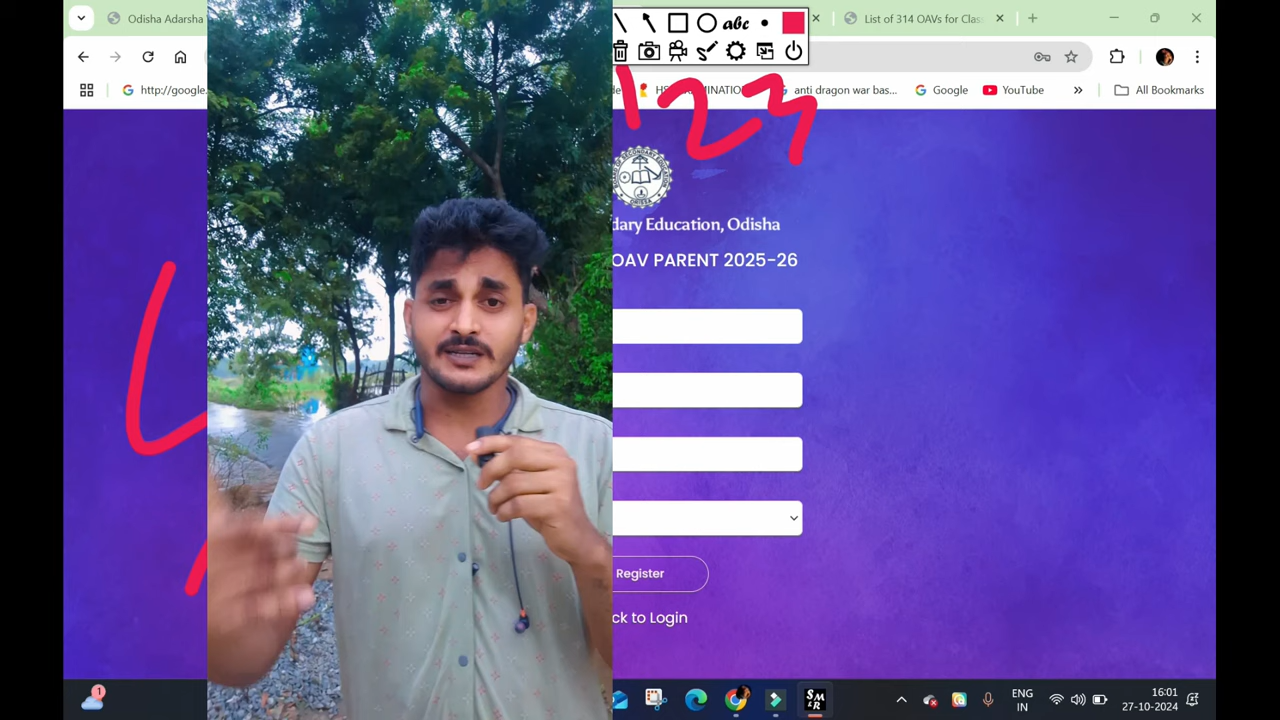 Odisha Adarsha
List of 314 OAVs for Clas
abc
http://google.
anti dragon war bas...
Google
YouTube
»
All Bookmarks
123
dary Education, Odisha
OAV PARENT 2025-26
Register
ck to Login
1
SM
&R
ENG
IN
16:01
27-10-2024